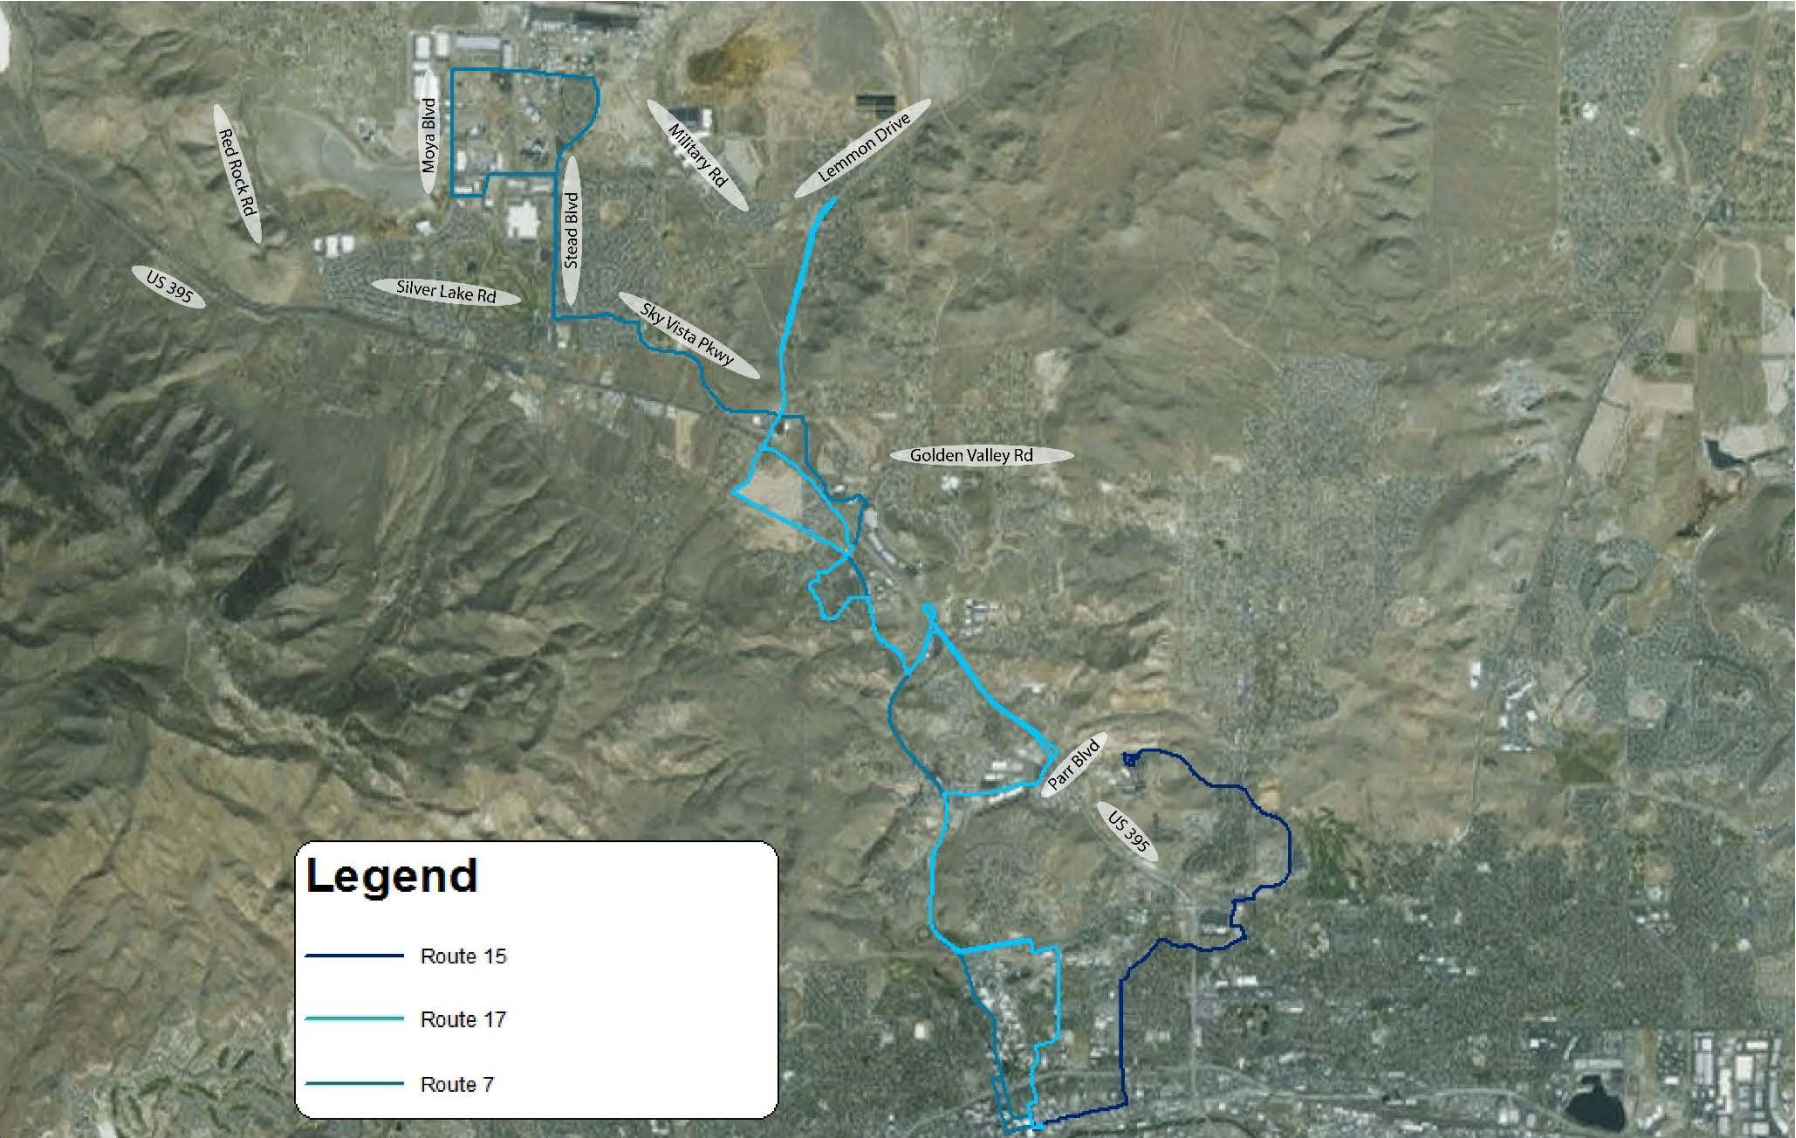 Moya Blvd
Red Rock Rd
Military Rd
Lemmon Drive
Stead Blvd
US 395
Silver Lake Rd
Sky Vista Pkwy
Golden Valley Rd
Parr Blvd
US 395
Legend
Route 15
Route 17
Route 7